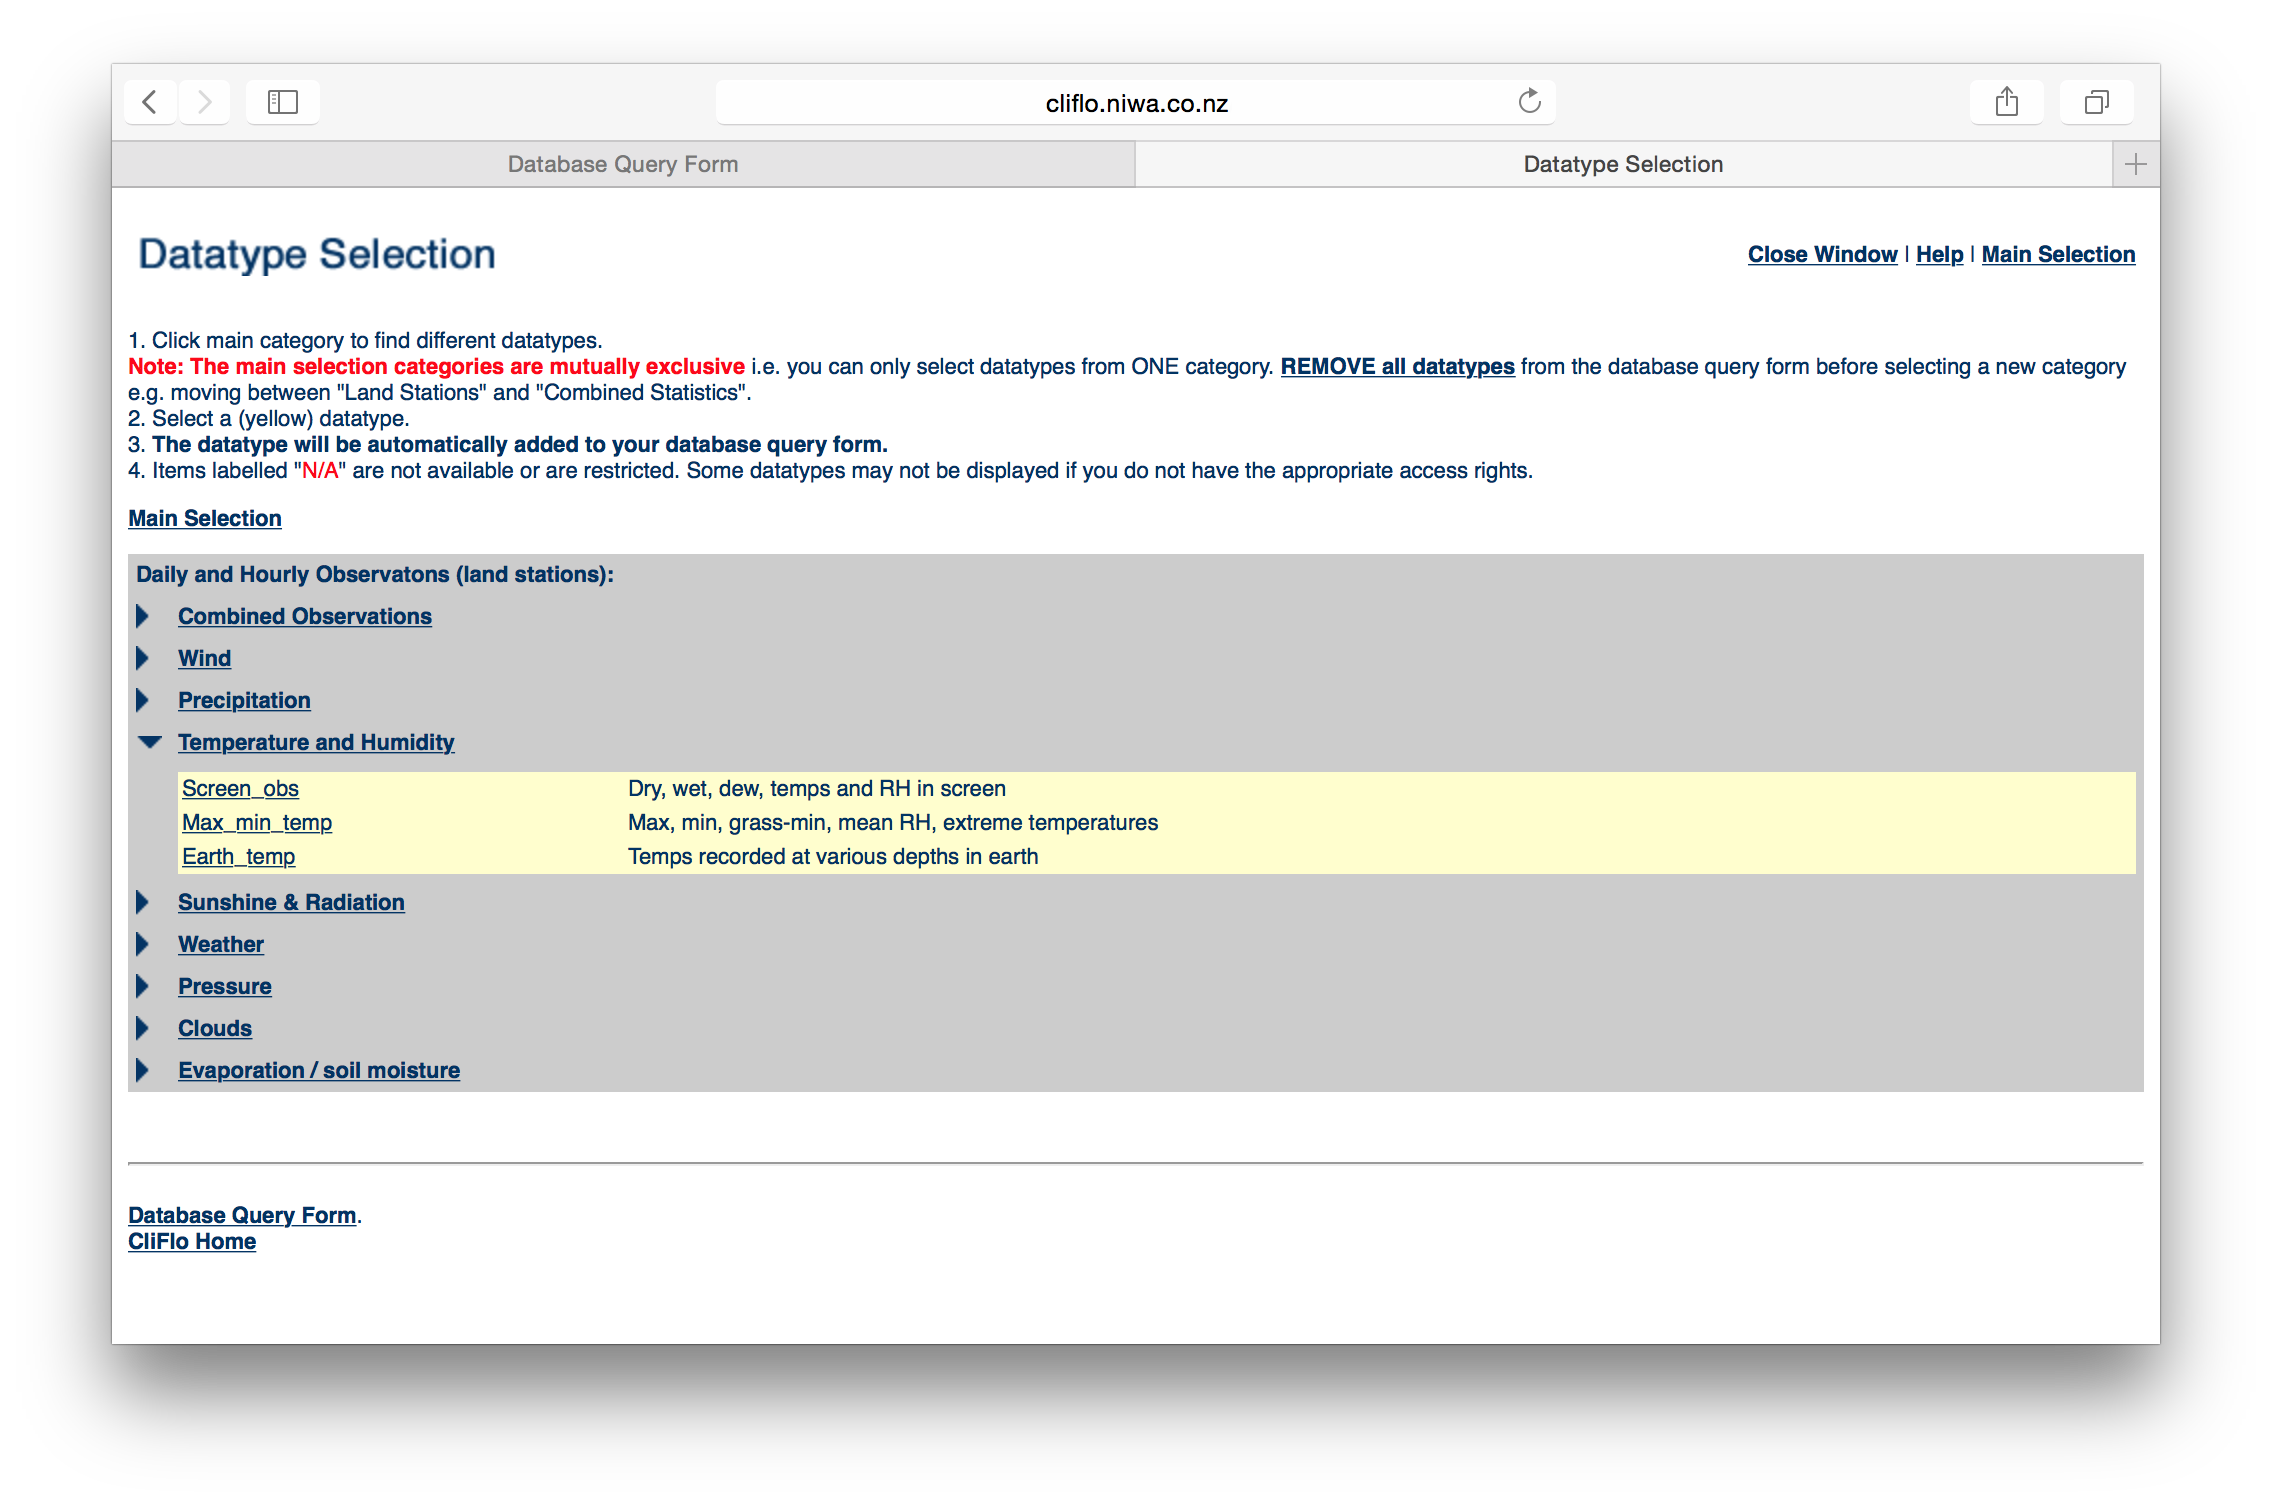 cliflo.niwa.co.nz
Database Query Form
Datatype Selection
Datatype Selection
Close Window | Help | Main Selection
1. Click main category to find different datatypes.
Note: The main selection categories are mutually exclusive i.e. you can only select datatypes from ONE category. REMOVE all datatypes from the database query form before selecting a new category
e.g. moving between "Land Stations" and "Combined Statistics".
2. Select a (yellow) datatype.
3. The datatype will be automatically added to your database query form.
4. Items labelled "N/A" are not available or are restricted. Some datatypes may not be displayed if you do not have the appropriate access rights.
Main Selection
Daily and Hourly Observatons (land stations):
Combined Observations
Wind
Precipitation
Temperature and Humidity
Screen_obs Dry, wet, dew, temps and RH in screen
Max_min_temp Max, min, grass-min, mean RH, extreme temperatures
Earth_temp Temps recorded at various depths in earth
Sunshine & Radiation
Weather
Pressure
Clouds
Evaporation / soil moisture
Database Query Form.
CliFlo Home